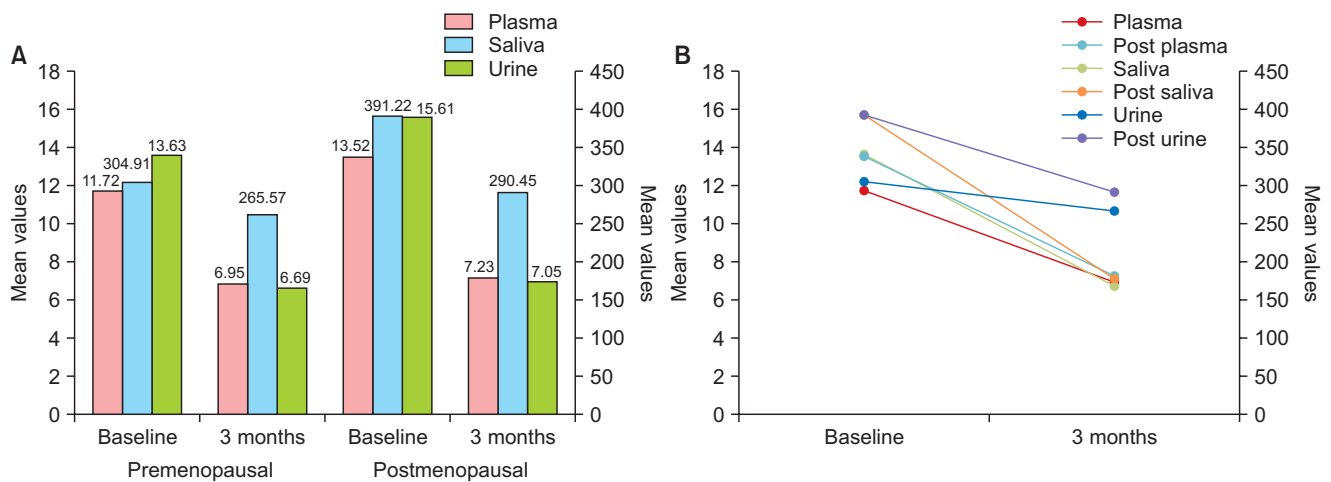 A
Plasma
Saliva
Urine
Mean values
18
16
14
12
10
8
6
4
2
0
11.72
304.91
13.63
6.95
265.57
6.69
13.52
391.22
15.61
7.23
290.45
7.05
450
400
350
300
250
200
150
100
50
0
Mean values
Baseline
3 months
Baseline
3 months
Premenopausal
Postmenopausal
B
Plasma
Post plasma
Saliva
Post saliva
Urine
Post urine
Mean values
18
16
14
12
10
8
6
4
2
0
450
400
350
300
250
200
150
100
50
0
Mean values
Baseline
3 months